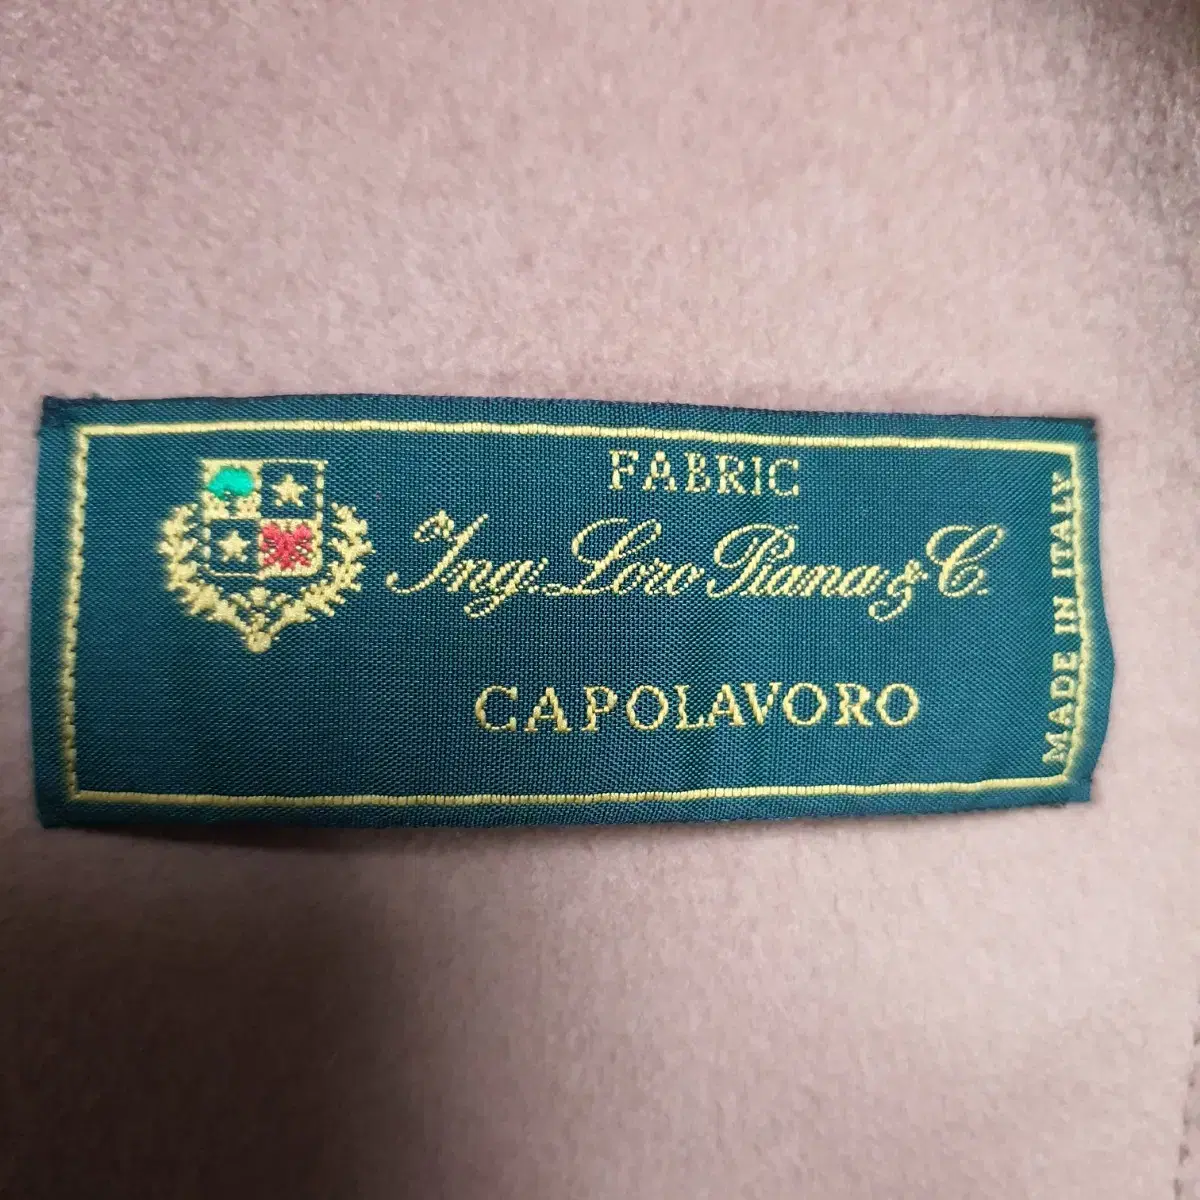 FABRIC
Ing. Loro Piana & C.
CAPOLAVORO
MADE IN ITALY